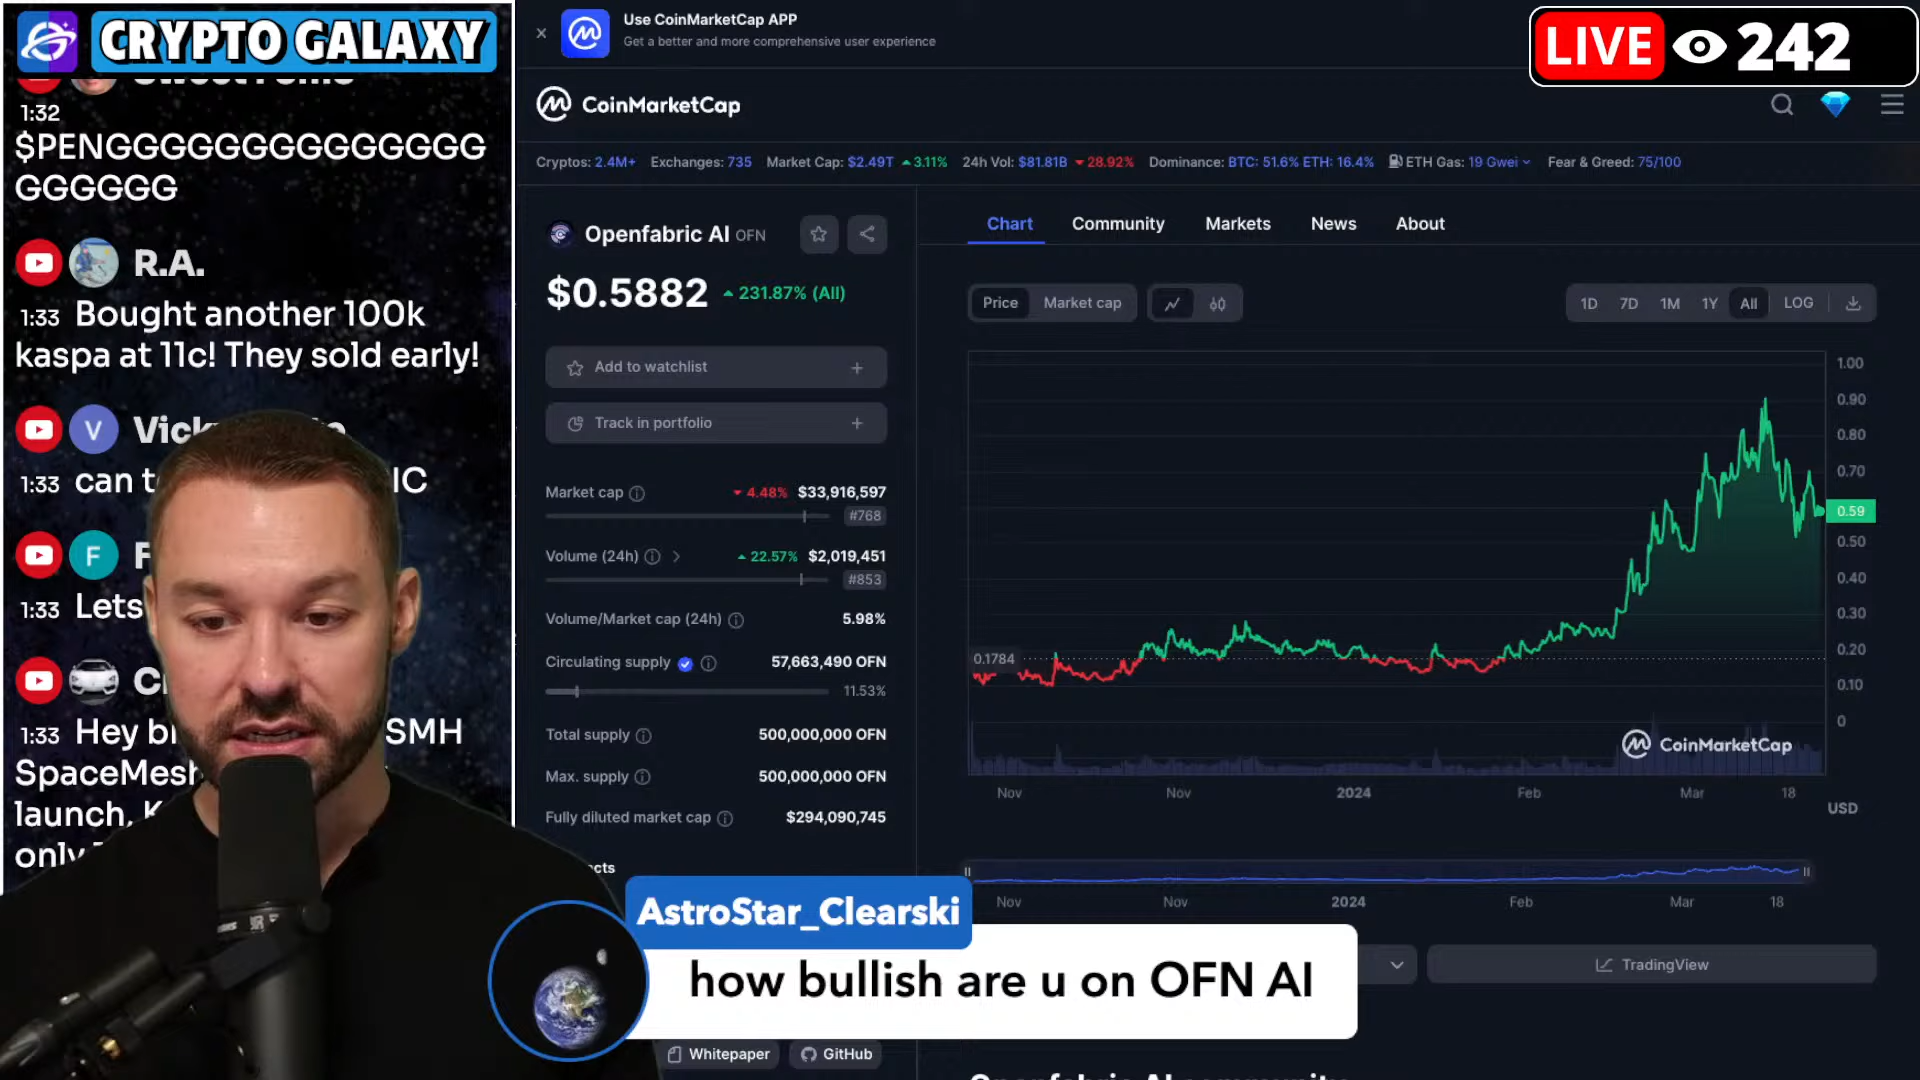 CRYPTO GALAXY
1:32
$PENGGGGGGGGGGGGGGG
GGGGGG
R.A.
1:33 Bought another 100k
kaspa at 11c! They sold early!
V
1:33 can
IC
F
1:33 Lets
1:33 Hey
SMH
SpaceMesh
launch.
only
Use CoinMarketCap APP
Get a better and more comprehensive user experience
LIVE 242
CoinMarketCap
Cryptos: 2.4M+ Exchanges: 735 Market Cap: $2.49T 3.11% 24h Vol: $81.81B 28.92% Dominance: BTC: 51.6% ETH: 16.4% ETH Gas: 19 Gwei Fear & Greed: 75/100
Openfabric AI OFN
$0.5882 231.87% (All)
Add to watchlist +
Track in portfolio +
Market cap 4.48% $33,916,597
#768
Volume (24h) > 22.57% $2,019,451
#853
Volume/Market cap (24h) 5.98%
Circulating supply 57,663,490 OFN
11.53%
Total supply 500,000,000 OFN
Max. supply 500,000,000 OFN
Fully diluted market cap $294,090,745
Whitepaper GitHub
Chart Community Markets News About
Price Market cap
1D 7D 1M 1Y All LOG
1.00
0.90
0.80
0.70
0.59
0.50
0.40
0.30
0.20
0.1784
0.10
0
CoinMarketCap
Nov Nov 2024 Feb Mar 18
USD
Nov Nov 2024 Feb Mar 18
TradingView
AstroStar_Clearski
how bullish are u on OFN AI